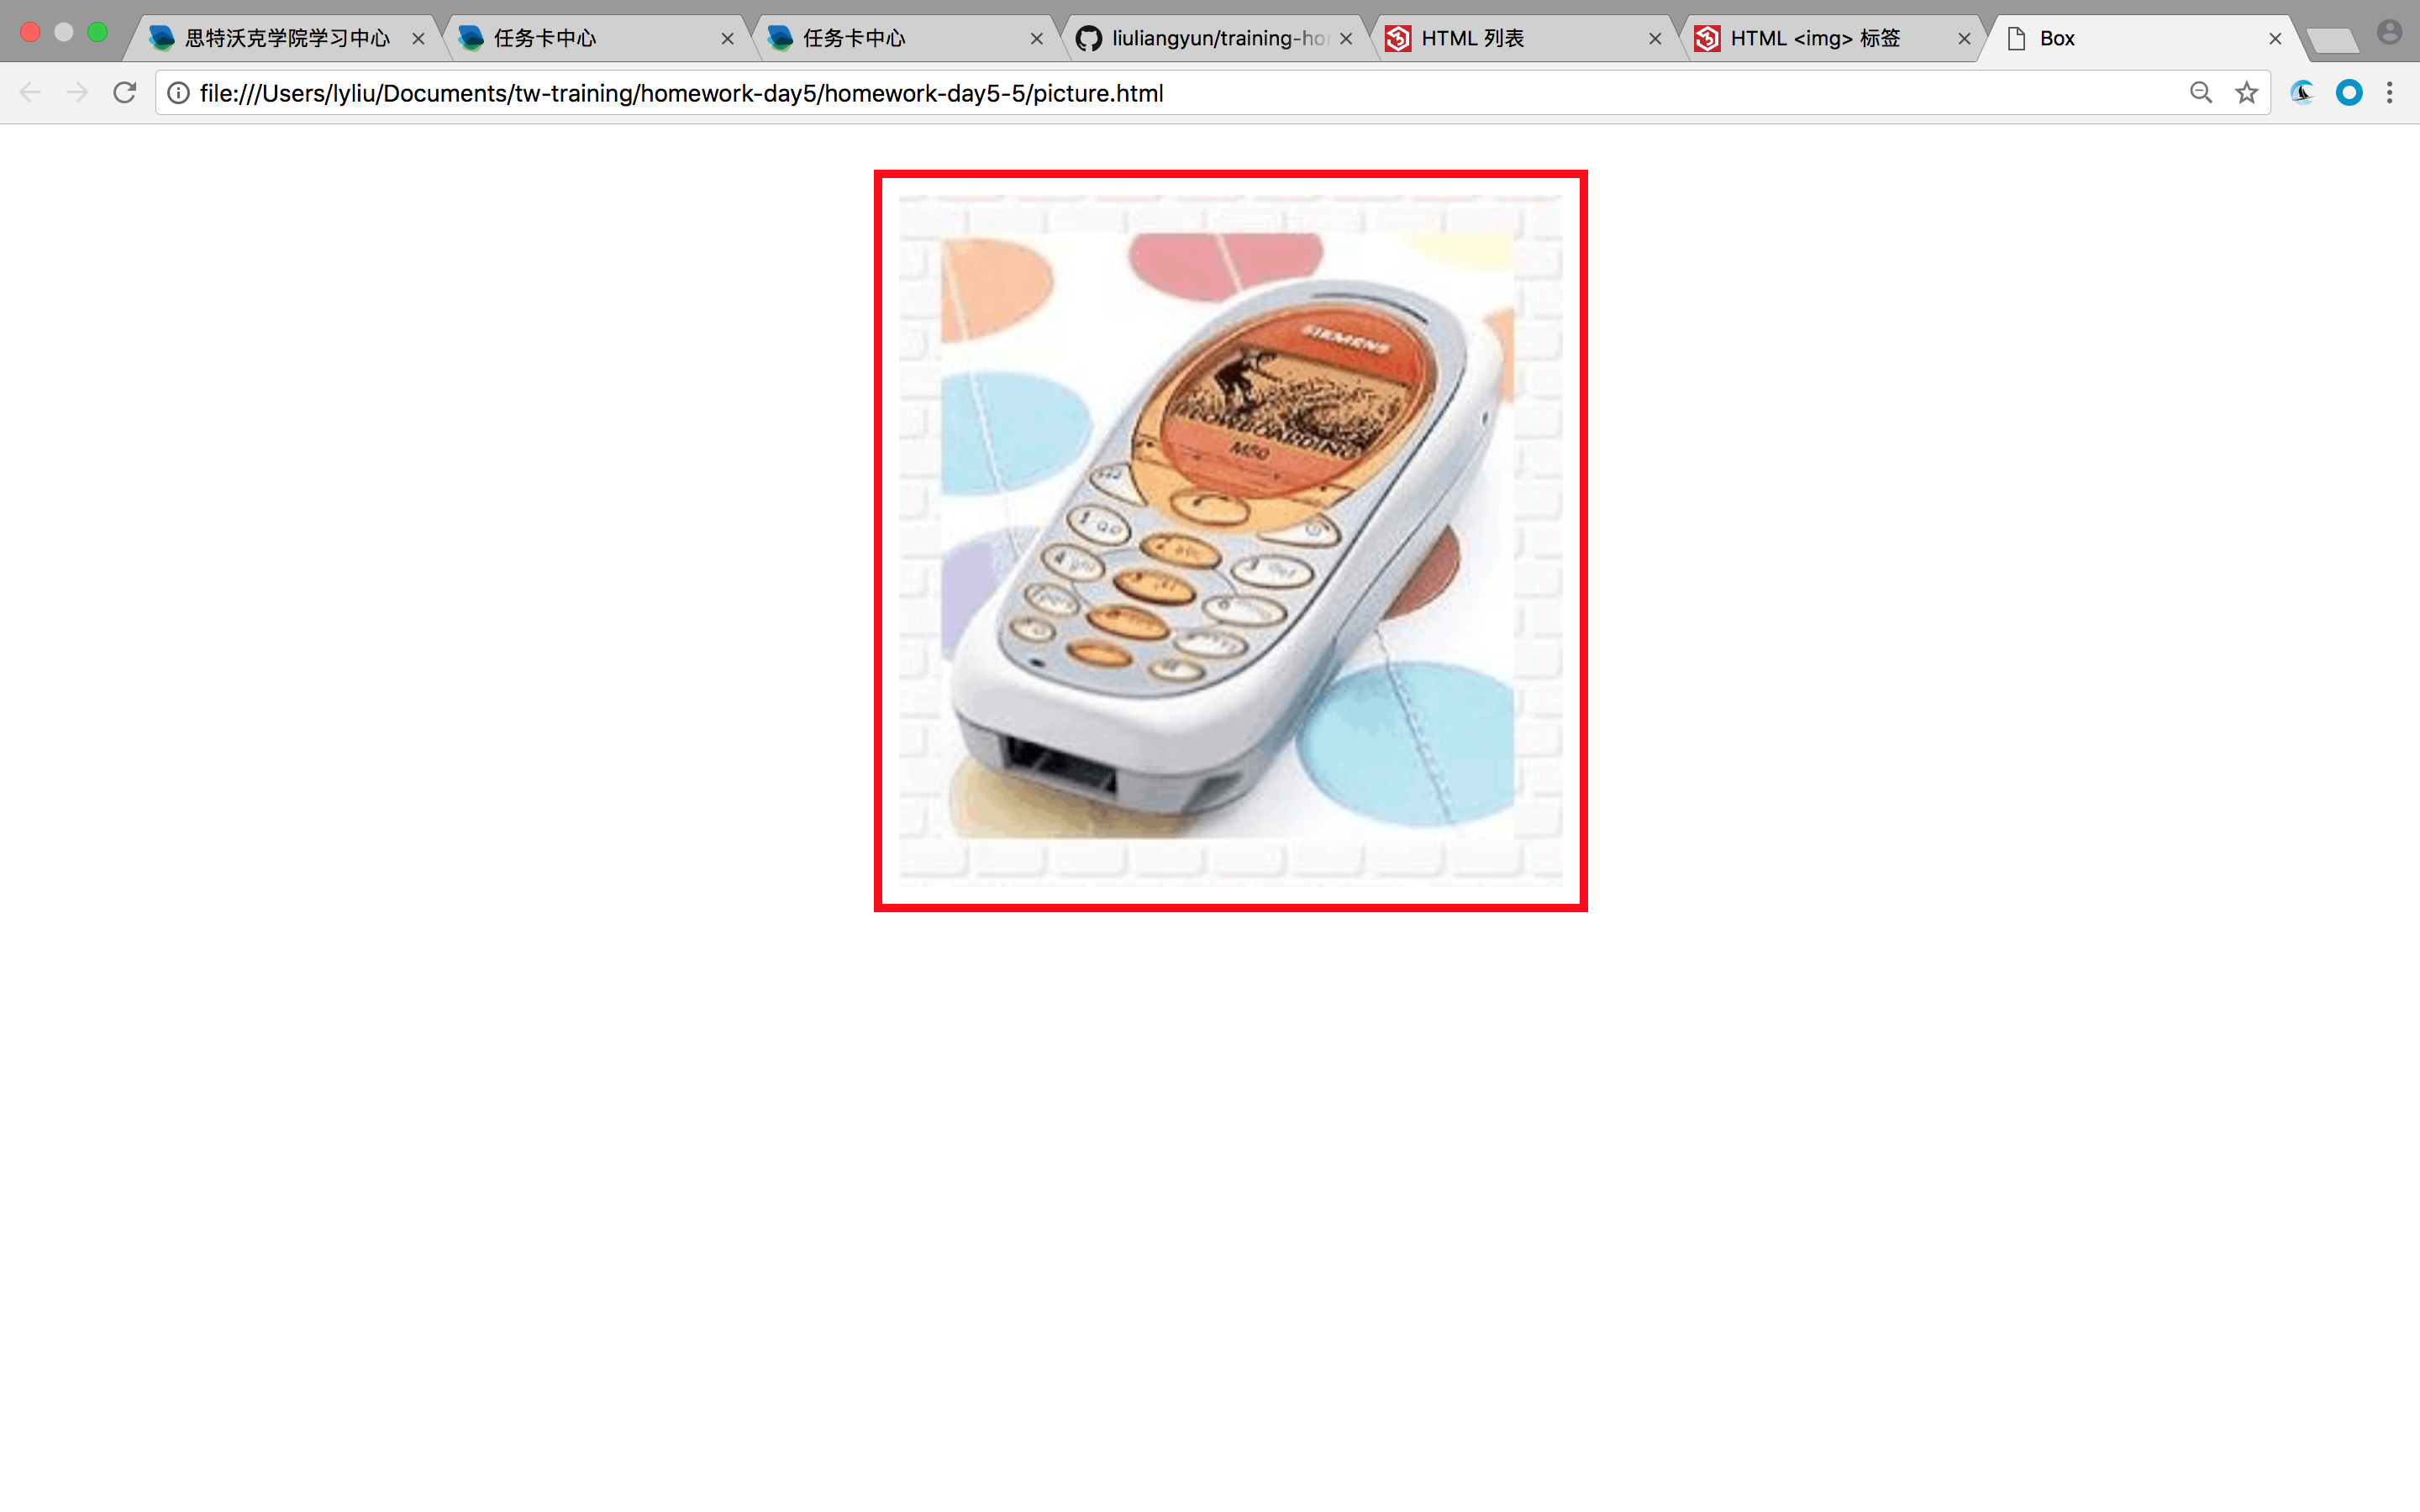 思特沃克学院学习中心
任务卡中心
任务卡中心
liuliangyun/training-ho
HTML 列表
HTML <img> 标签
Box
file:///Users/lyliu/Documents/tw-training/homework-day5/homework-day5-5/picture.html
SIEMENS
SNOWBOARDING
M50